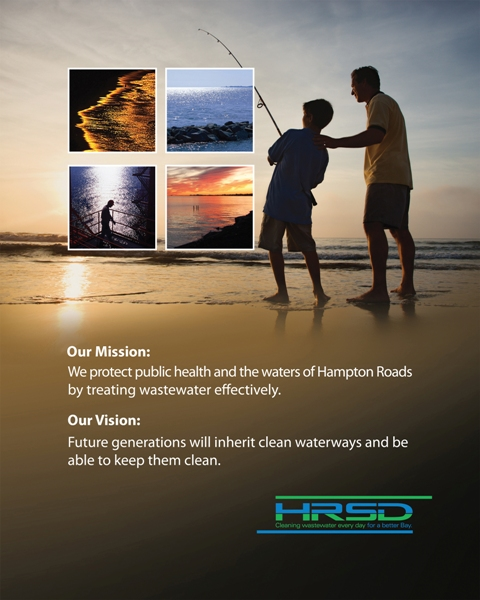 Our Mission:
We protect public health and the waters of Hampton Roads
by treating wastewater effectively.
Our Vision:
Future generations will inherit clean waterways and be
able to keep them clean.
HRSD
Cleaning wastewater every day for a better Bay.